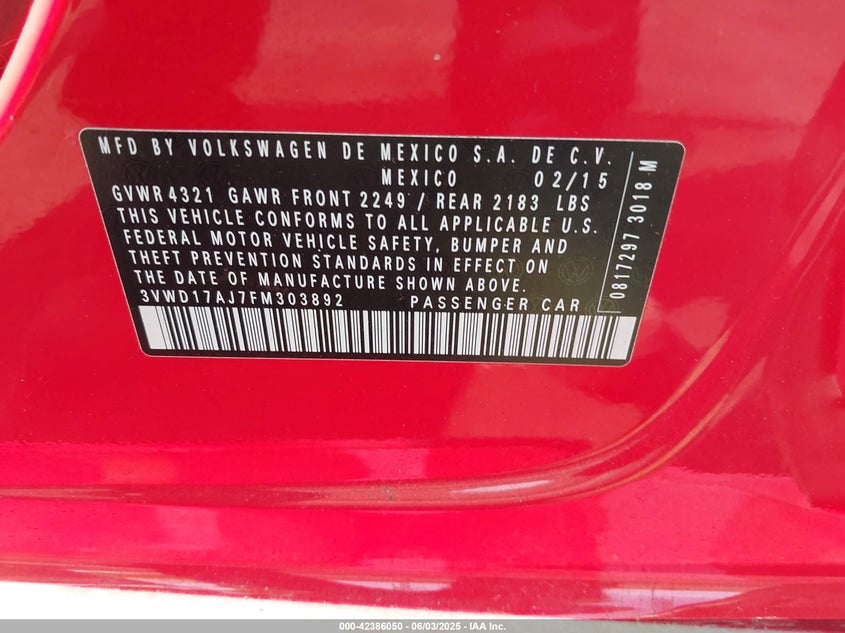 MFD BY VOLKSWAGEN DE MEXICO S.A. DE C.V.
MEXICO 02/15
GVWR 4321 GAWR FRONT 2249 / REAR 2183 LBS
THIS VEHICLE CONFORMS TO ALL APPLICABLE U.S.
FEDERAL MOTOR VEHICLE SAFETY, BUMPER AND
THEFT PREVENTION STANDARDS IN EFFECT ON
THE DATE OF MANUFACTURE SHOWN ABOVE.
3VWD17AJ7FM303892 PASSENGER CAR
0817297 3018 M
000-42386050 - 06/03/2025 - IAA Inc.